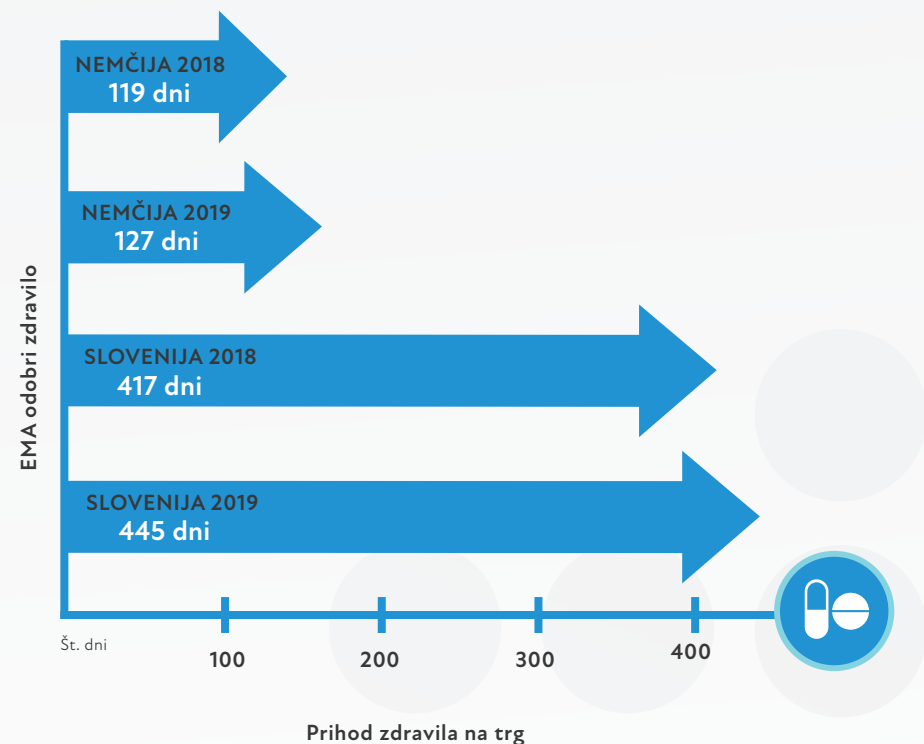 NEMČIJA 2018
119 dni
NEMČIJA 2019
127 dni
SLOVENIJA 2018
417 dni
SLOVENIJA 2019
445 dni
EMA odobri zdravilo
Št. dni
100
200
300
400
Prihod zdravila na trg